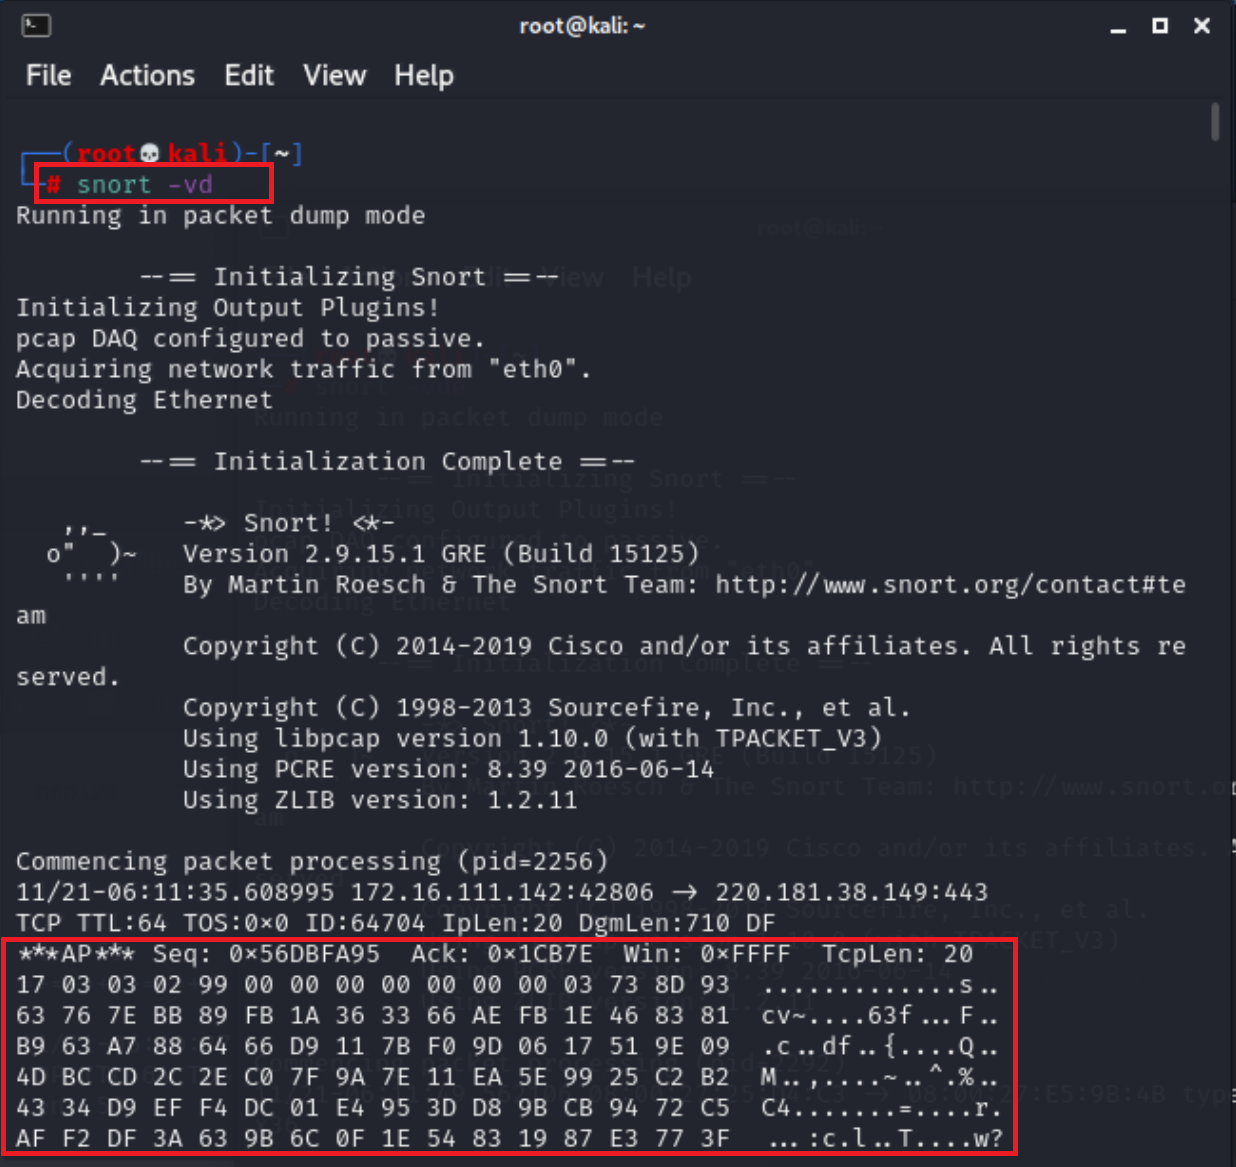 root@kali: ~
File Actions Edit View Help
┌──(root💀kali)-[~]
└─# snort -vd
Running in packet dump mode
--== Initializing Snort ==--
Initializing Output Plugins!
pcap DAQ configured to passive.
Acquiring network traffic from "eth0".
Decoding Ethernet
--== Initialization Complete ==--
,,_     -*> Snort! <*-
o"  )~   Version 2.9.15.1 GRE (Build 15125)
''''    By Martin Roesch & The Snort Team: http://www.snort.org/contact#te
am
Copyright (C) 2014-2019 Cisco and/or its affiliates. All rights re
served.
Copyright (C) 1998-2013 Sourcefire, Inc., et al.
Using libpcap version 1.10.0 (with TPACKET_V3)
Using PCRE version: 8.39 2016-06-14
Using ZLIB version: 1.2.11
Commencing packet processing (pid=2256)
11/21-06:11:35.608995 172.16.111.142:42806 -> 220.181.38.149:443
TCP TTL:64 TOS:0x0 ID:64704 IpLen:20 DgmLen:710 DF
***AP*** Seq: 0x56DBFA95  Ack: 0x1CB7E  Win: 0xFFFF  TcpLen: 20
17 03 03 02 99 00 00 00 00 00 00 00 03 73 8D 93  .............s..
63 76 7E BB 89 FB 1A 36 33 66 AE FB 1E 46 83 81  cv~....63f...F..
B9 63 A7 88 64 66 D9 11 7B F0 9D 06 17 51 9E 09  .c..df..{....Q..
4D BC CD 2C 2E C0 7F 9A 7E 11 EA 5E 99 25 C2 B2  M..,....~..^.%..
43 34 D9 EF F4 DC 01 E4 95 3D D8 9B CB 94 72 C5  C4.......=....r.
AF F2 DF 3A 63 9B 6C 0F 1E 54 83 19 87 E3 77 3F  ...:c.l..T....w?